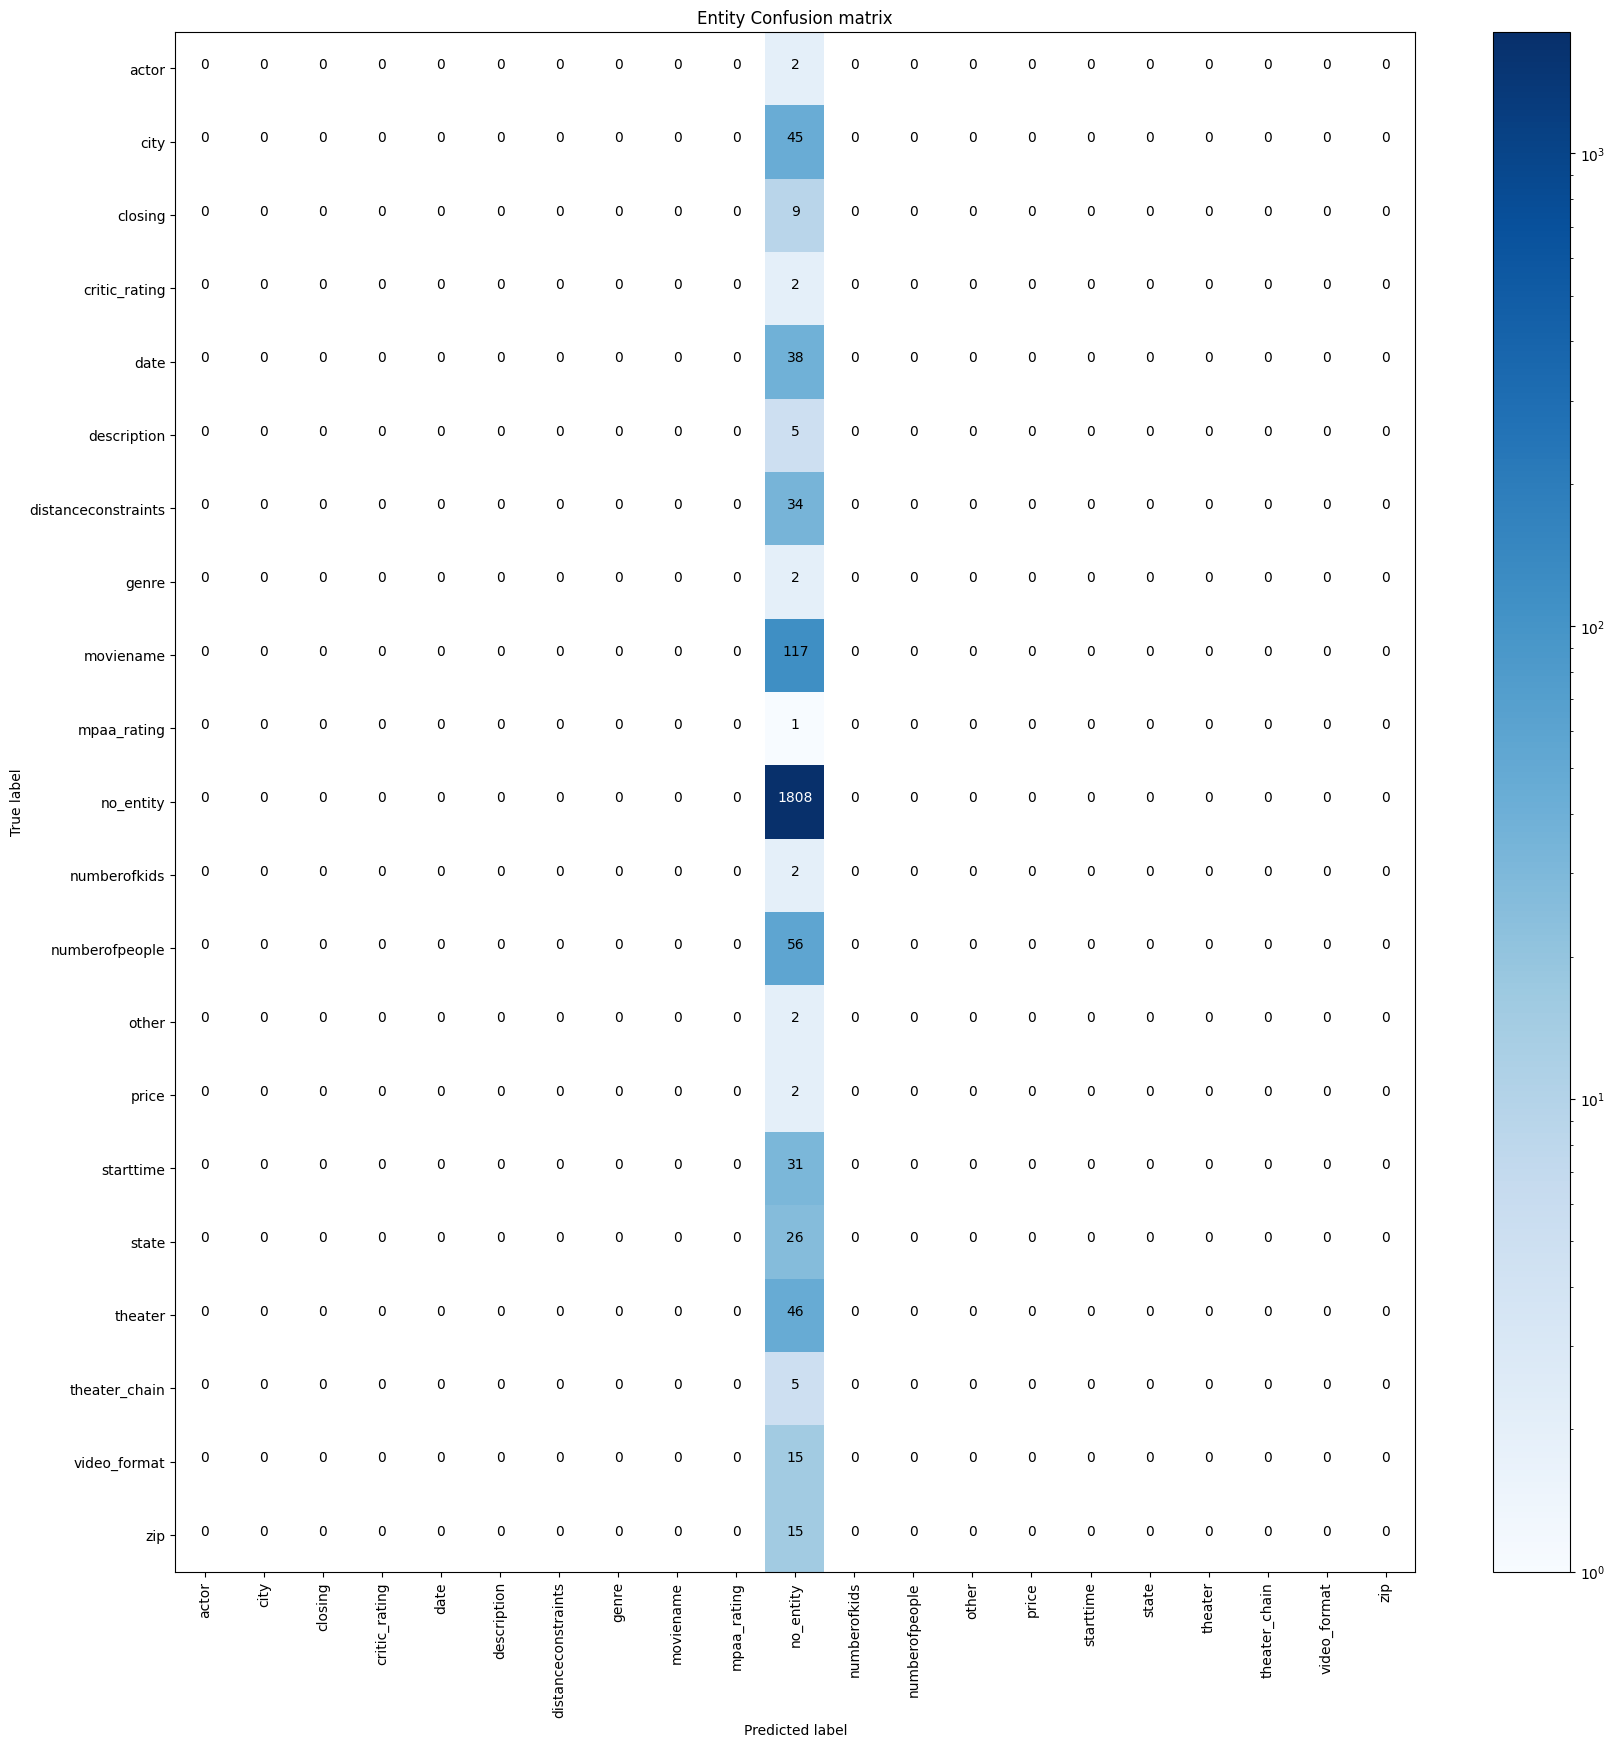 Entity Confusion matrix
actor 0 0 0 0 0 0 0 0 0 0 2 0 0 0 0 0 0 0 0 0 0
city 0 0 0 0 0 0 0 0 0 0 45 0 0 0 0 0 0 0 0 0 0
closing 0 0 0 0 0 0 0 0 0 0 9 0 0 0 0 0 0 0 0 0 0
critic_rating 0 0 0 0 0 0 0 0 0 0 2 0 0 0 0 0 0 0 0 0 0
date 0 0 0 0 0 0 0 0 0 0 38 0 0 0 0 0 0 0 0 0 0
description 0 0 0 0 0 0 0 0 0 0 5 0 0 0 0 0 0 0 0 0 0
distanceconstraints 0 0 0 0 0 0 0 0 0 0 34 0 0 0 0 0 0 0 0 0 0
genre 0 0 0 0 0 0 0 0 0 0 2 0 0 0 0 0 0 0 0 0 0
moviename 0 0 0 0 0 0 0 0 0 0 117 0 0 0 0 0 0 0 0 0 0
mpaa_rating 0 0 0 0 0 0 0 0 0 0 1 0 0 0 0 0 0 0 0 0 0
no_entity 0 0 0 0 0 0 0 0 0 0 1808 0 0 0 0 0 0 0 0 0 0
numberofkids 0 0 0 0 0 0 0 0 0 0 2 0 0 0 0 0 0 0 0 0 0
numberofpeople 0 0 0 0 0 0 0 0 0 0 56 0 0 0 0 0 0 0 0 0 0
other 0 0 0 0 0 0 0 0 0 0 2 0 0 0 0 0 0 0 0 0 0
price 0 0 0 0 0 0 0 0 0 0 2 0 0 0 0 0 0 0 0 0 0
starttime 0 0 0 0 0 0 0 0 0 0 31 0 0 0 0 0 0 0 0 0 0
state 0 0 0 0 0 0 0 0 0 0 26 0 0 0 0 0 0 0 0 0 0
theater 0 0 0 0 0 0 0 0 0 0 46 0 0 0 0 0 0 0 0 0 0
theater_chain 0 0 0 0 0 0 0 0 0 0 5 0 0 0 0 0 0 0 0 0 0
video_format 0 0 0 0 0 0 0 0 0 0 15 0 0 0 0 0 0 0 0 0 0
zip 0 0 0 0 0 0 0 0 0 0 15 0 0 0 0 0 0 0 0 0 0
True label
actor
city
closing
critic_rating
date
description
distanceconstraints
genre
moviename
mpaa_rating
no_entity
numberofkids
numberofpeople
other
price
starttime
state
theater
theater_chain
video_format
zip
Predicted label
10³
10²
10¹
10⁰